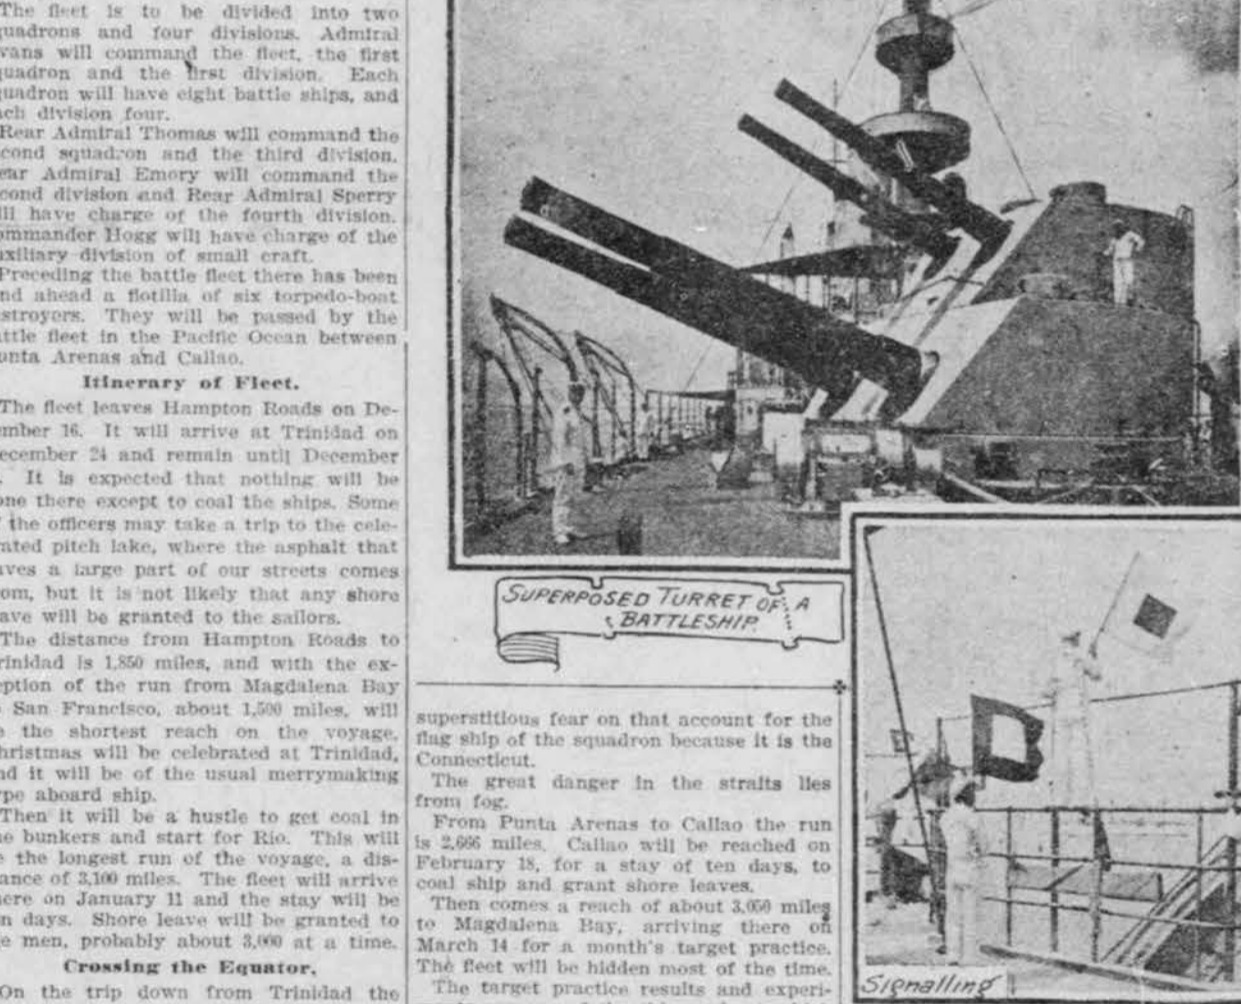 The fleet is to be divided into two
quadrons and four divisions. Admiral
vans will command the fleet, the first
quadron and the first division. Each
quadron will have eight battle ships, and
ach division four.
Rear Admiral Thomas will command the
cond squadron and the third division.
ear Admiral Emory will command the
cond division and Rear Admiral Sperry
ill have charge of the fourth division.
ommander Hogg will have charge of the
uxiliary division of small craft.
Preceding the battle fleet there has been
nd ahead a flotilla of six torpedo-boat
stroyers. They will be passed by the
attle fleet in the Pacific Ocean between
unta Arenas and Callao.
Itinerary of Fleet.
The fleet leaves Hampton Roads on De-
mber 16. It will arrive at Trinidad on
ecember 24 and remain until December
. It is expected that nothing will be
one there except to coal the ships. Some
f the officers may take a trip to the cele-
rated pitch lake, where the asphalt that
aves a large part of our streets comes
rom, but it is not likely that any shore
eave will be granted to the sailors.
The distance from Hampton Roads to
rinidad is 1,850 miles, and with the ex-
eption of the run from Magdalena Bay
San Francisco, about 1,500 miles, will
e the shortest reach on the voyage.
hristmas will be celebrated at Trinidad,
nd it will be of the usual merrymaking
ype aboard ship.
Then it will be a hustle to get coal in
he bunkers and start for Rio. This will
e the longest run of the voyage, a dis-
ance of 3,100 miles. The fleet will arrive
here on January 11 and the stay will be
en days. Shore leave will be granted to
he men, probably about 3,000 at a time.
Crossing the Equator.
On the trip down from Trinidad the
SUPERPOSED TURRET OF A
BATTLESHIP.
superstitious fear on that account for the
flag ship of the squadron because it is the
Connecticut.
The great danger in the straits lies
from fog.
From Punta Arenas to Callao the run
is 2,666 miles. Callao will be reached on
February 18, for a stay of ten days, to
coal ship and grant shore leaves.
Then comes a reach of about 3,050 miles
to Magdalena Bay, arriving there on
March 14 for a month's target practice.
The fleet will be hidden most of the time.
The target practice results and experi-
Signalling